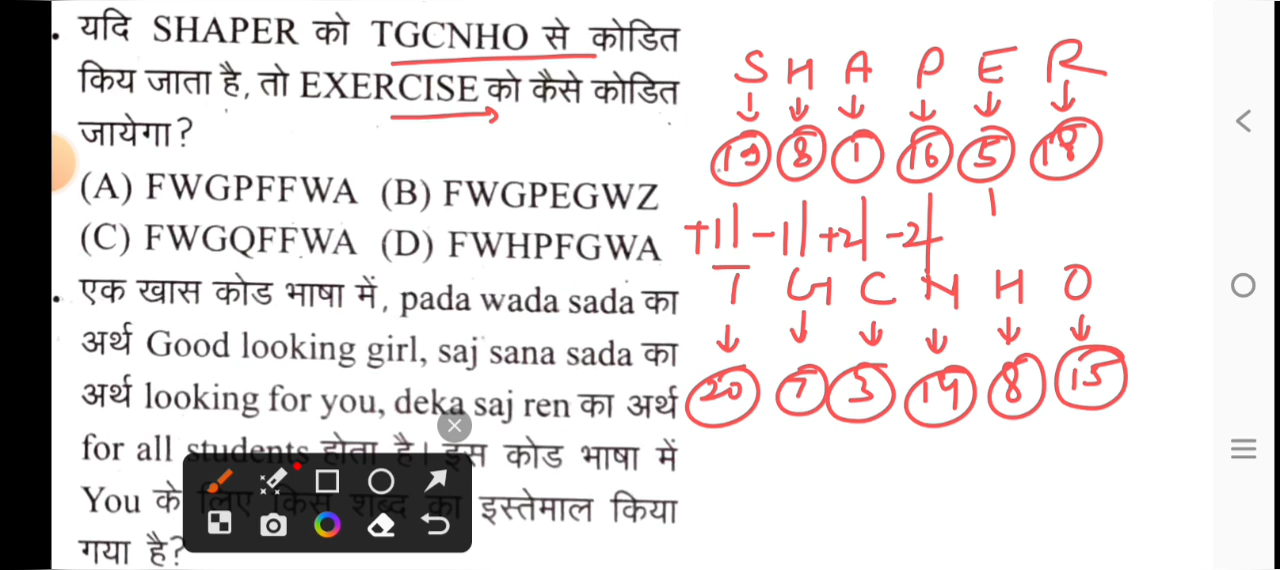 . यदि SHAPER को TGCNHO से कोडित
किय जाता है, तो EXERCISE को कैसे कोडित
जायेगा?
(A) FWGPFFWA (B) FWGPEGWZ
(C) FWGQFFWA (D) FWHPFGWA
. एक खास कोड भाषा में, pada wada sada का
अर्थ Good looking girl, saj sana sada का
अर्थ looking for you, deka saj ren का अर्थ
for all students होता है। इस कोड भाषा में
You के लिए किस शब्द का इस्तेमाल किया
गया है?
S H A P E R
19 8 1 16 5 18
+1 -1 +2 -2
T G C N H O
20 7 3 14 8 15